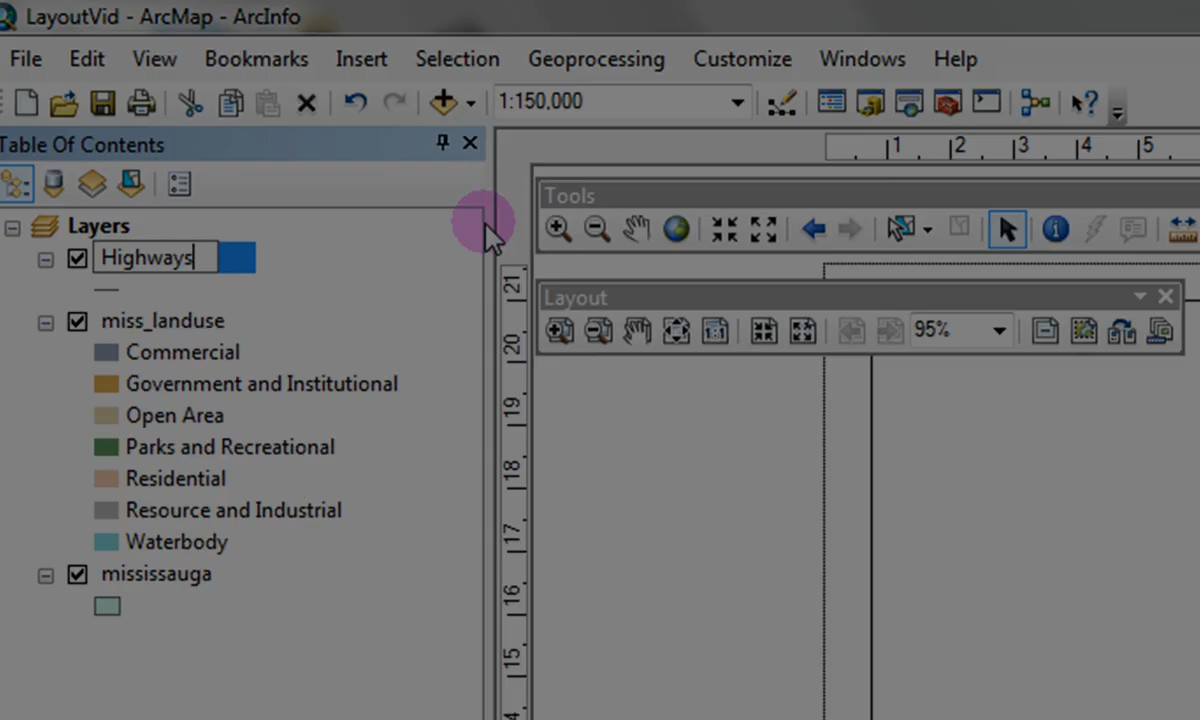 LayoutVid - ArcMap - ArcInfo
File Edit View Bookmarks Insert Selection Geoprocessing Customize Windows Help
1:150,000
Table Of Contents
1 2 3 4 5
Tools
Layers
Highways
21
Layout
miss_landuse
95%
20
Commercial
Government and Institutional
19
Open Area
Parks and Recreational
18
Residential
Resource and Industrial
17
Waterbody
mississauga
16
15